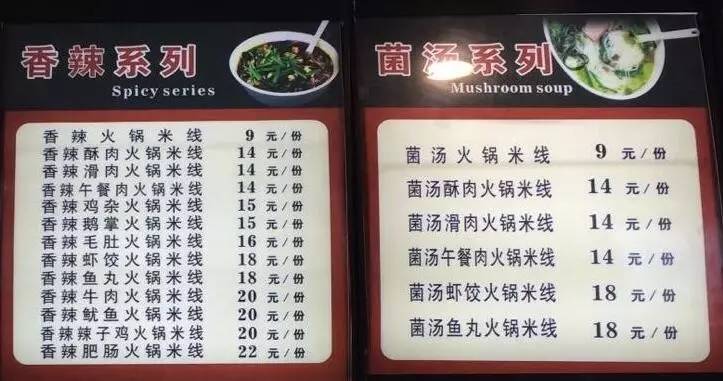 香辣系列
Spicy series
香辣火锅米线 9 元/份
香辣酥肉火锅米线 14 元/份
香辣滑肉火锅米线 14 元/份
香辣午餐肉火锅米线 14 元/份
香辣鸡杂火锅米线 15 元/份
香辣鹅掌火锅米线 15 元/份
香辣毛肚火锅米线 16 元/份
香辣虾饺火锅米线 18 元/份
香辣鱼丸火锅米线 18 元/份
香辣牛肉火锅米线 20 元/份
香辣鱿鱼火锅米线 20 元/份
香辣辣子鸡火锅米线 20 元/份
香辣肥肠火锅米线 22 元/份
菌汤系列
Mushroom soup
菌汤火锅米线 9 元/份
菌汤酥肉火锅米线 14 元/份
菌汤滑肉火锅米线 14 元/份
菌汤午餐肉火锅米线 14 元/份
菌汤虾饺火锅米线 18 元/份
菌汤鱼丸火锅米线 18 元/份